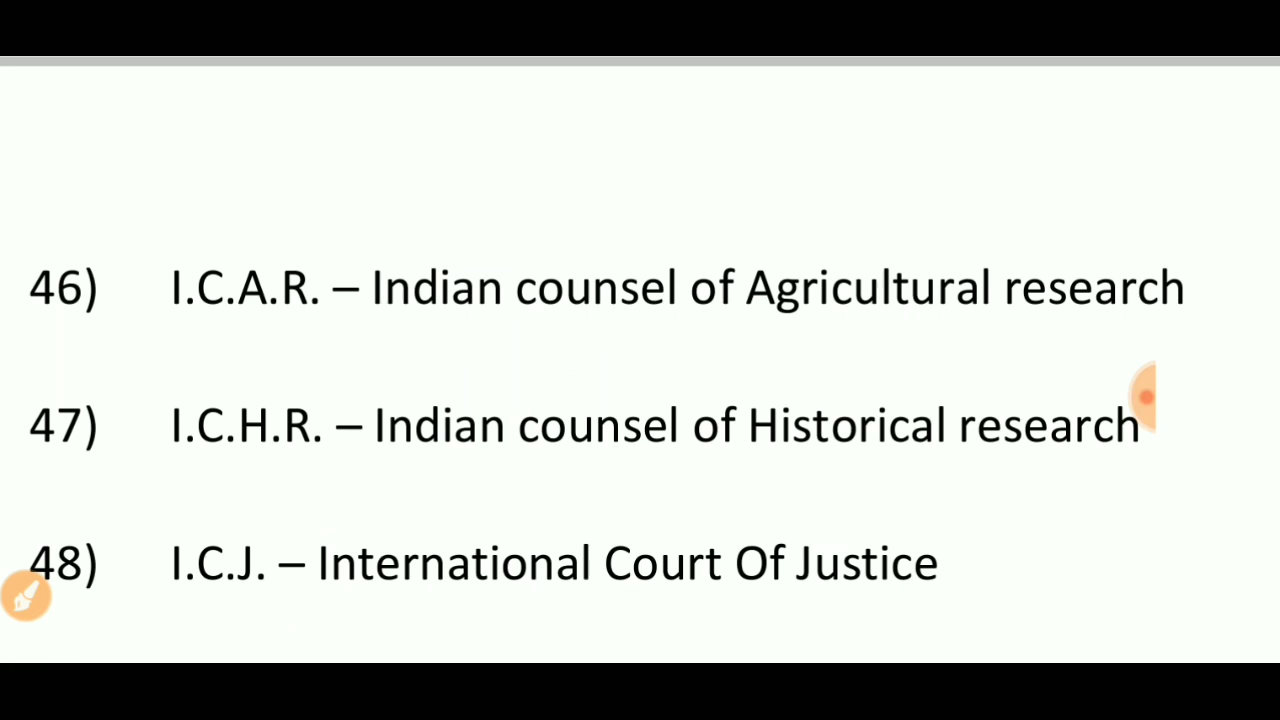 46) I.C.A.R. – Indian counsel of Agricultural research
47) I.C.H.R. – Indian counsel of Historical research
48) I.C.J. – International Court Of Justice